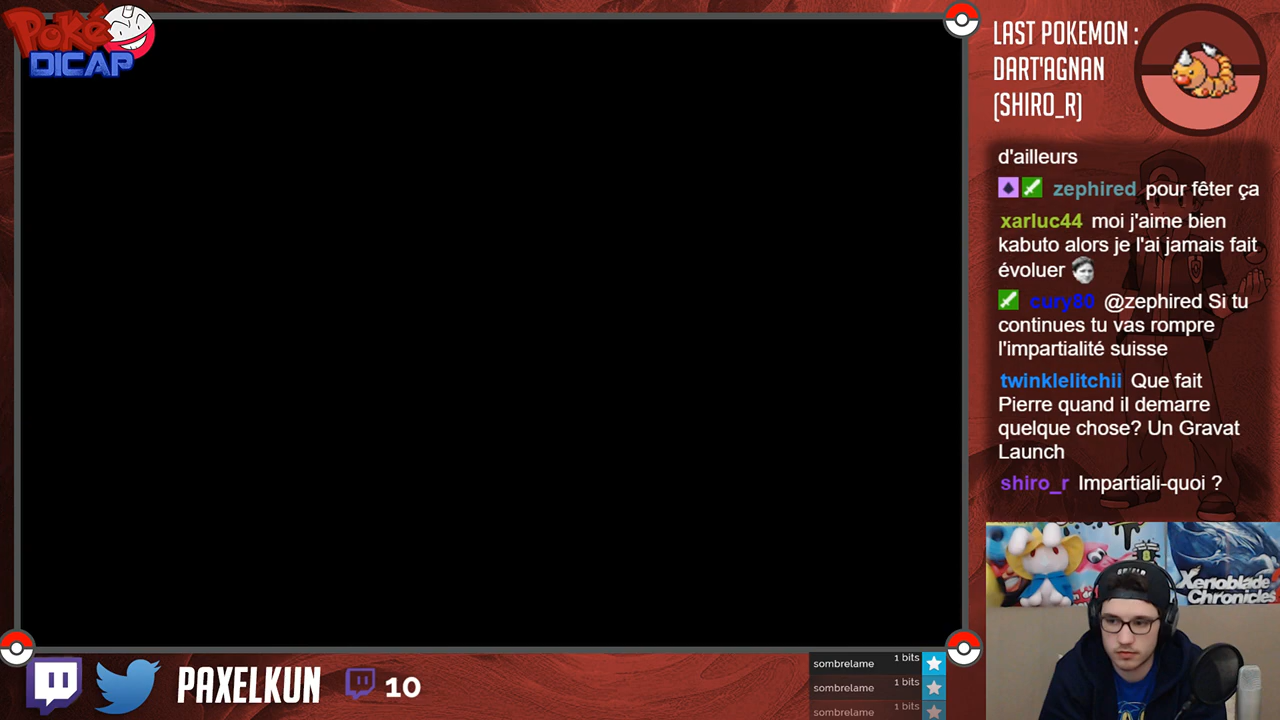 Poké
DICAP
LAST POKEMON :
DART'AGNAN
(SHIRO_R)
d'ailleurs
zephired pour fêter ça
xarluc44 moi j'aime bien
kabuto alors je l'ai jamais fait
évoluer
cury80 @zephired Si tu
continues tu vas rompre
l'impartialité suisse
twinklelitchii Que fait
Pierre quand il demarre
quelque chose? Un Gravat
Launch
shiro_r Impartiali-quoi ?
Xenoblade
Chronicles
PAXELKUN
10
sombrelame 1 bits
sombrelame 1 bits
sombrelame 1 bits